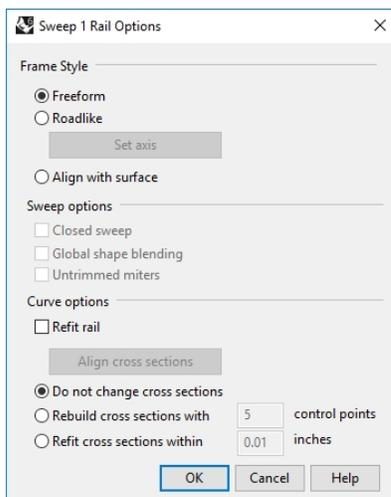 Sweep 1 Rail Options
Frame Style
Freeform
Roadlike
Set axis
Align with surface
Sweep options
Closed sweep
Global shape blending
Untrimmed miters
Curve options
Refit rail
Align cross sections
Do not change cross sections
Rebuild cross sections with 5 control points
Refit cross sections within 0.01 inches
OK Cancel Help